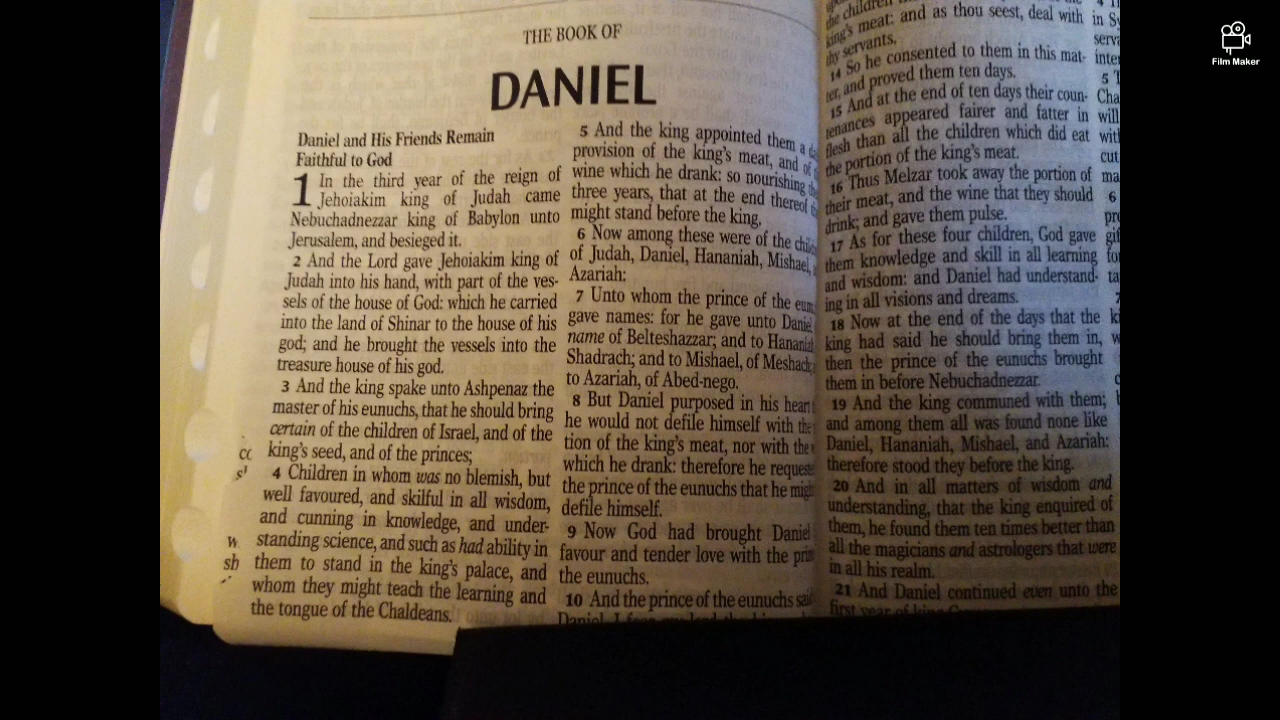 THE BOOK OF
DANIEL
Daniel and His Friends Remain
Faithful to God
1 In the third year of the reign of
Jehoiakim king of Judah came
Nebuchadnezzar king of Babylon unto
Jerusalem, and besieged it.
2 And the Lord gave Jehoiakim king of
Judah into his hand, with part of the ves-
sels of the house of God: which he carried
into the land of Shinar to the house of his
god; and he brought the vessels into the
treasure house of his god.
3 And the king spake unto Ashpenaz the
master of his eunuchs, that he should bring
certain of the children of Israel, and of the
king's seed, and of the princes;
4 Children in whom was no blemish, but
well favoured, and skilful in all wisdom,
and cunning in knowledge, and under-
standing science, and such as had ability in
them to stand in the king's palace, and
whom they might teach the learning and
the tongue of the Chaldeans.
5 And the king appointed them a
provision of the king's meat, and of
wine which he drank: so nourishing
three years, that at the end thereof
might stand before the king.
6 Now among these were of the
of Judah, Daniel, Hananiah, Mishael,
Azariah:
7 Unto whom the prince of the
gave names: for he gave unto Daniel
name of Belteshazzar; and to Hananiah
Shadrach; and to Mishael, of Meshach;
to Azariah, of Abed-nego.
8 But Daniel purposed in his heart
he would not defile himself with the
tion of the king's meat, nor with the
which he drank: therefore he
the prince of the eunuchs that he
defile himself.
9 Now God had brought Daniel
favour and tender love with the
the eunuchs.
10 And the prince of the eunuchs
Daniel, I
the children
king's meat: and as thou seest, deal with
thy servants.
14 So he consented to them in this mat-
ter, and proved them ten days.
15 And at the end of ten days their coun-
tenances appeared fairer and fatter in
flesh than all the children which did eat
the portion of the king's meat.
16 Thus Melzar took away the portion of
their meat, and the wine that they should
drink; and gave them pulse.
17 As for these four children, God gave
them knowledge and skill in all learning
and wisdom: and Daniel had understand-
ing in all visions and dreams.
18 Now at the end of the days that the
king had said he should bring them in,
then the prince of the eunuchs brought
them in before Nebuchadnezzar.
19 And the king communed with them;
and among them all was found none like
Daniel, Hananiah, Mishael, and Azariah:
therefore stood they before the king.
20 And in all matters of wisdom and
understanding, that the king enquired of
them, he found them ten times better than
all the magicians and astrologers that were
in all his realm.
21 And Daniel continued even unto the
first year of king
4
in
5
cut
6
7
sh
Film Maker